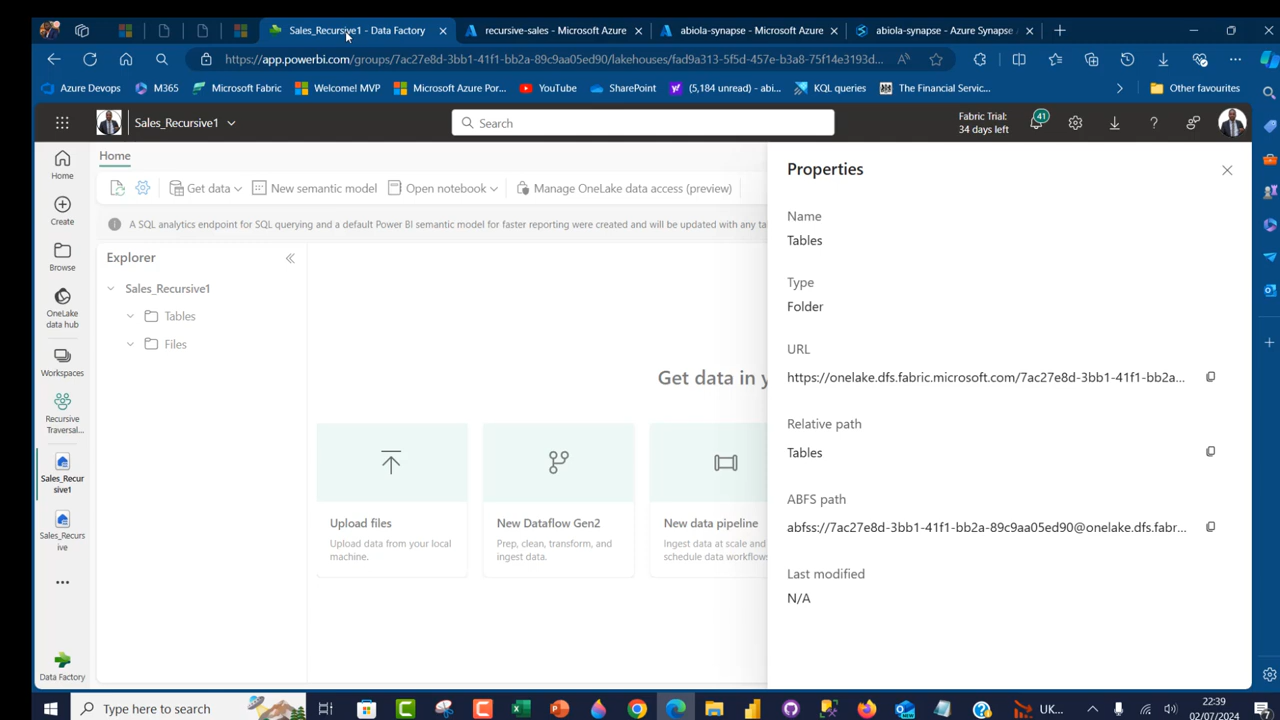 Sales_Recursive1 - Data Factory
recursive-sales - Microsoft Azure
abiola-synapse - Microsoft Azure
abiola-synapse - Azure Synapse
https://app.powerbi.com/groups/7ac27e8d-3bb1-41f1-bb2a-89c9aa05ed90/lakehouses/fad9a313-5f5d-457e-b3a8-75f14e3193d...
Azure Devops
M365
Microsoft Fabric
Welcome! MVP
Microsoft Azure Por...
YouTube
SharePoint
(5,184 unread) - abi...
KQL queries
The Financial Servic...
Other favourites
Sales_Recursive1
Search
Fabric Trial:
34 days left
41
Home
Create
Browse
OneLake
data hub
Workspaces
Recursive
Traversal...
Sales_Recur
sive1
Sales_Recurs
ive
Data Factory
Home
Get data
New semantic model
Open notebook
Manage OneLake data access (preview)
A SQL analytics endpoint for SQL querying and a default Power BI semantic model for faster reporting were created and will be updated with any ta
Explorer
Sales_Recursive1
Tables
Files
Get data in y
Upload files
Upload data from your local
machine.
New Dataflow Gen2
Prep, clean, transform, and
ingest data.
New data pipeline
Ingest data at scale and
schedule data workflows
Properties
Name
Tables
Type
Folder
URL
https://onelake.dfs.fabric.microsoft.com/7ac27e8d-3bb1-41f1-bb2a...
Relative path
Tables
ABFS path
abfss://7ac27e8d-3bb1-41f1-bb2a-89c9aa05ed90@onelake.dfs.fabr...
Last modified
N/A
Type here to search
UK...
22:39
02/07/2024